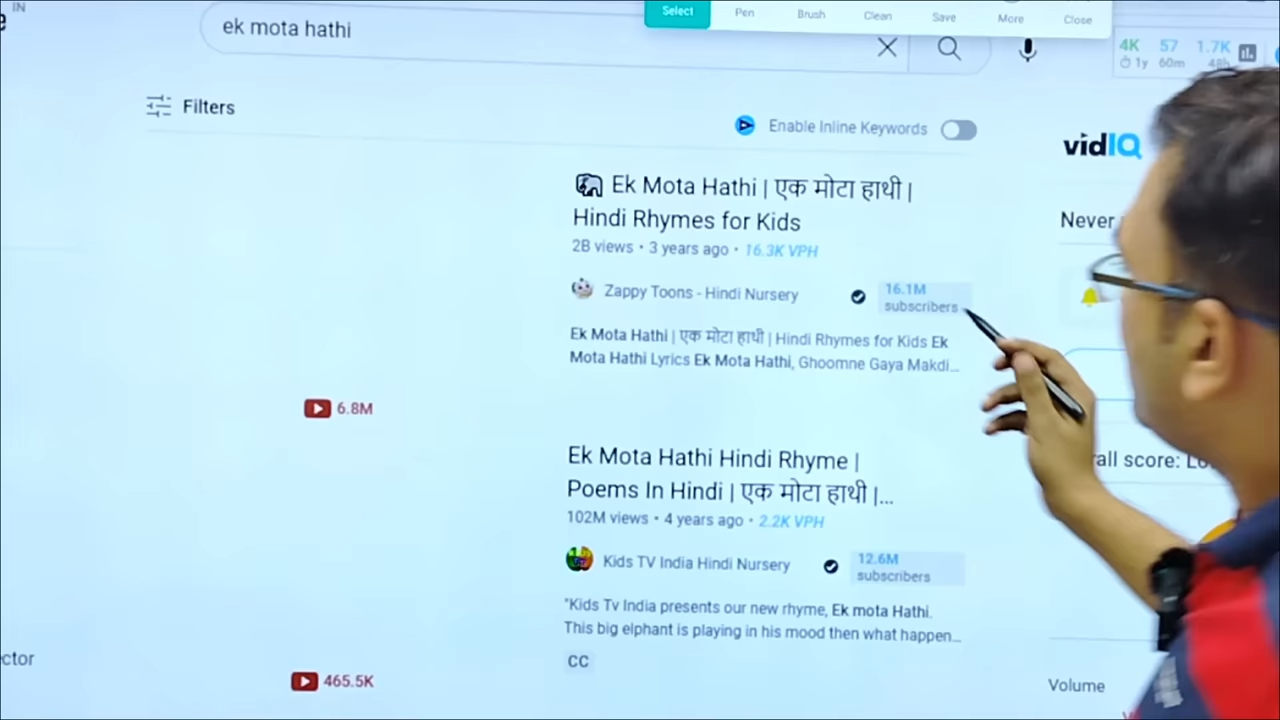 IN
ek mota hathi
Select
Pen
Brush
Clean
Save
More
Close
4K 57 1.7K
1y 60m 48h
Filters
Enable Inline Keywords
vidIQ
Ek Mota Hathi | एक मोटा हाथी |
Hindi Rhymes for Kids
2B views • 3 years ago • 16.3K VPH
Zappy Toons - Hindi Nursery
16.1M
subscribers
Ek Mota Hathi | एक मोटा हाथी | Hindi Rhymes for Kids Ek
Mota Hathi Lyrics Ek Mota Hathi, Ghoomne Gaya Makdi...
Never
6.8M
Ek Mota Hathi Hindi Rhyme |
Poems In Hindi | एक मोटा हाथी |...
102M views • 4 years ago • 2.2K VPH
Kids TV India Hindi Nursery
12.6M
subscribers
"Kids Tv India presents our new rhyme, Ek mota Hathi.
This big elphant is playing in his mood then what happen...
CC
rall score:
ctor
465.5K
Volume